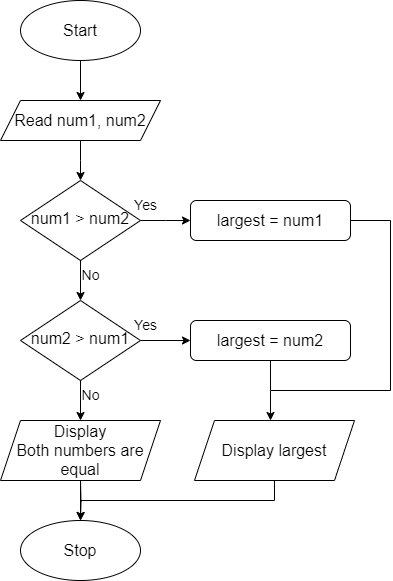 Start
Read num1, num2
num1 > num2
Yes
largest = num1
No
num2 > num1
Yes
largest = num2
No
Display
Both numbers are
equal
Display largest
Stop